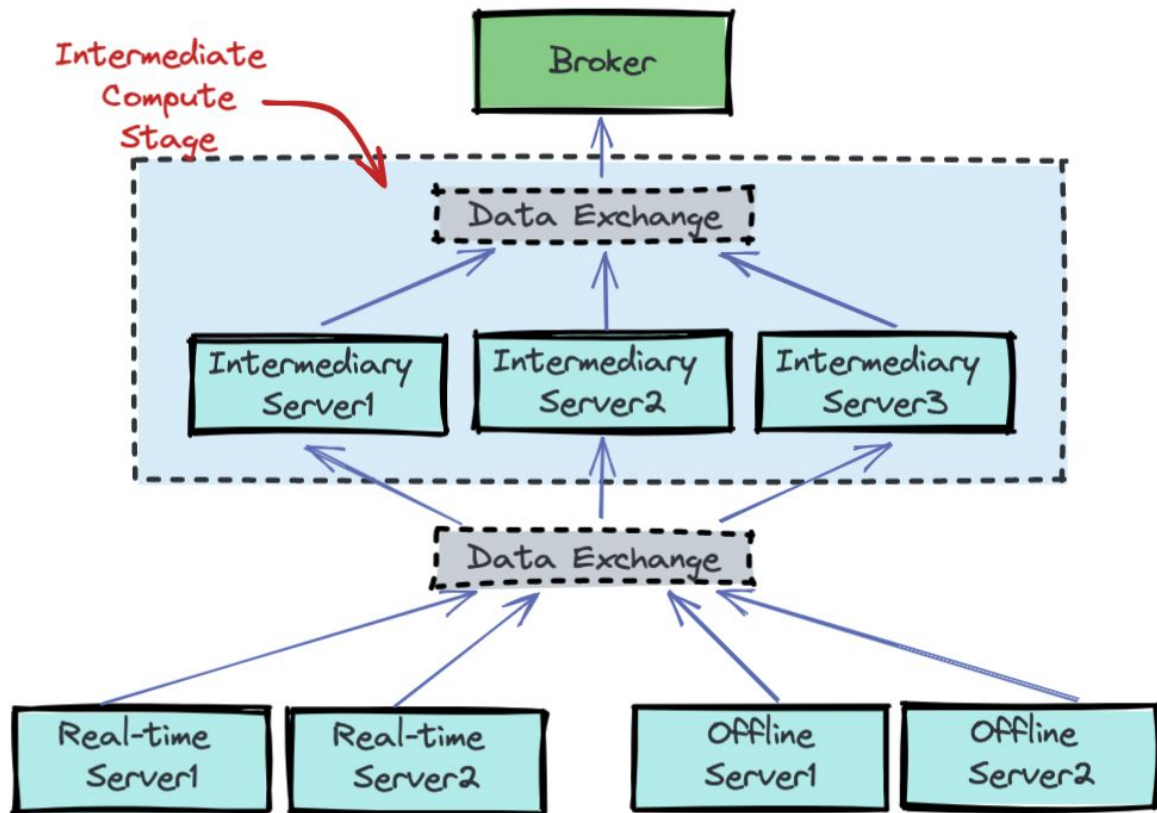 Intermediate
Compute
Stage
Broker
Data Exchange
Intermediary
Server1
Intermediary
Server2
Intermediary
Server3
Data Exchange
Real-time
Server1
Real-time
Server2
Offline
Server1
Offline
Server2